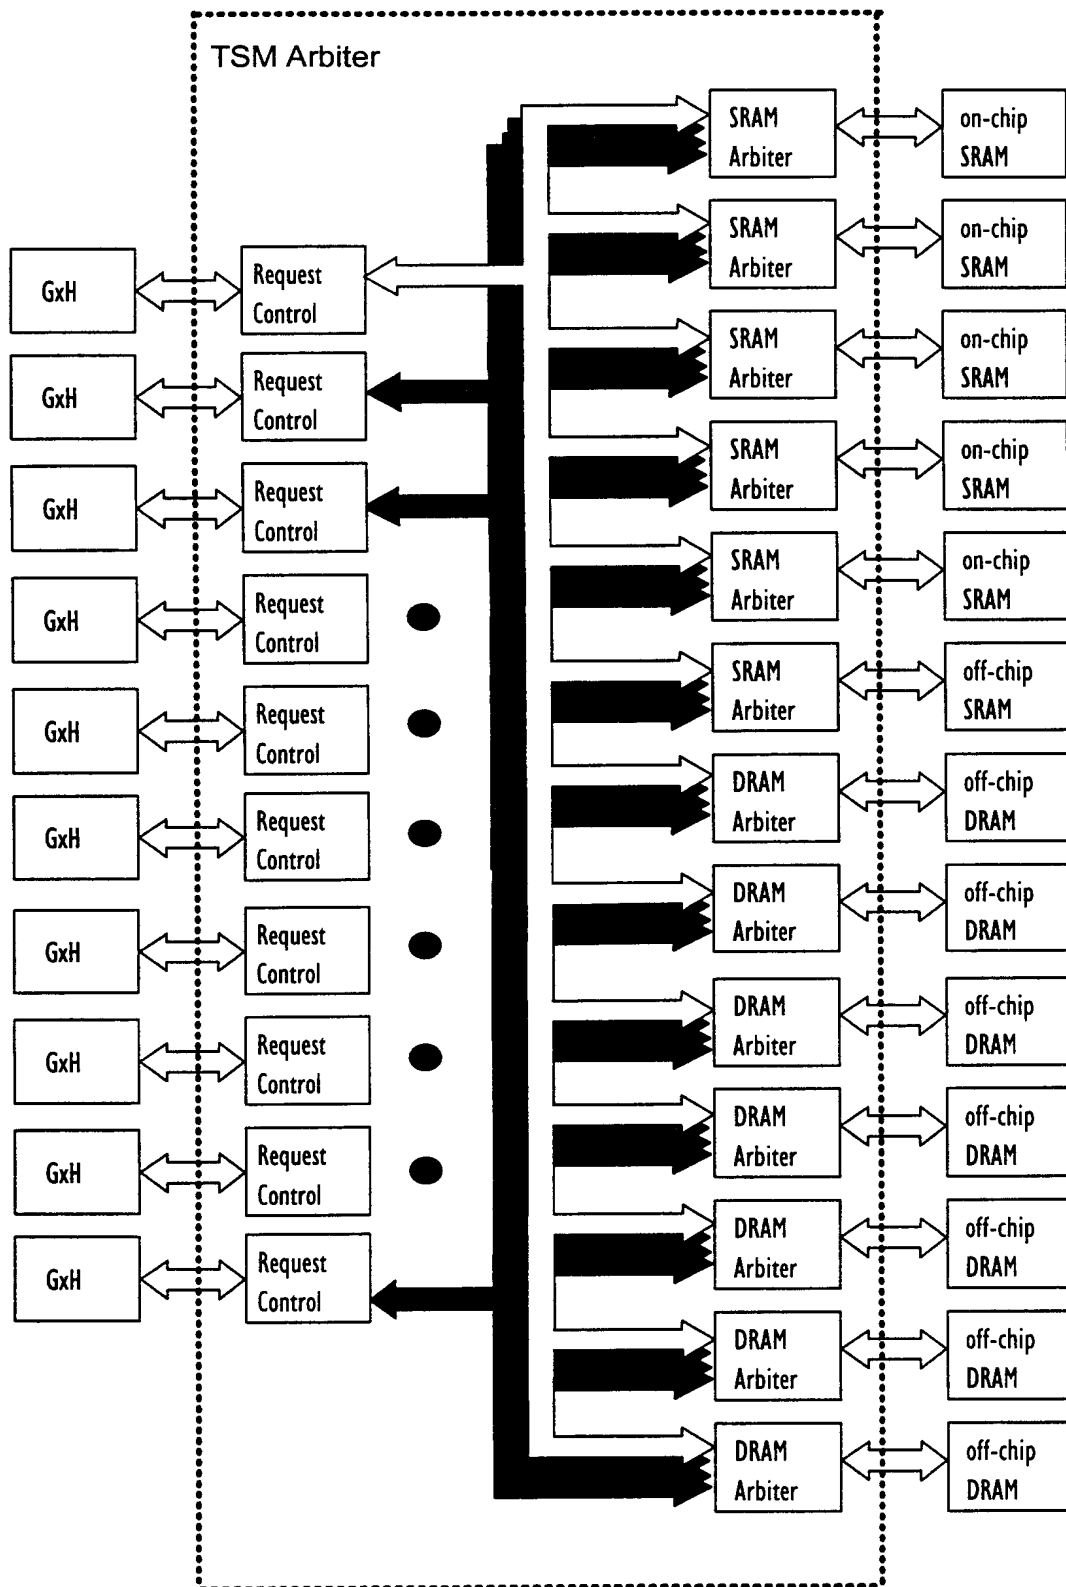 TSM Arbiter
SRAM
Arbiter
on-chip
SRAM
SRAM
Arbiter
on-chip
SRAM
GxH
Request
Control
SRAM
Arbiter
on-chip
SRAM
GxH
Request
Control
SRAM
Arbiter
on-chip
SRAM
GxH
Request
Control
SRAM
Arbiter
on-chip
SRAM
GxH
Request
Control
SRAM
Arbiter
off-chip
SRAM
GxH
Request
Control
DRAM
Arbiter
off-chip
DRAM
GxH
Request
Control
DRAM
Arbiter
off-chip
DRAM
GxH
Request
Control
DRAM
Arbiter
off-chip
DRAM
GxH
Request
Control
DRAM
Arbiter
off-chip
DRAM
GxH
Request
Control
DRAM
Arbiter
off-chip
DRAM
GxH
Request
Control
DRAM
Arbiter
off-chip
DRAM
DRAM
Arbiter
off-chip
DRAM